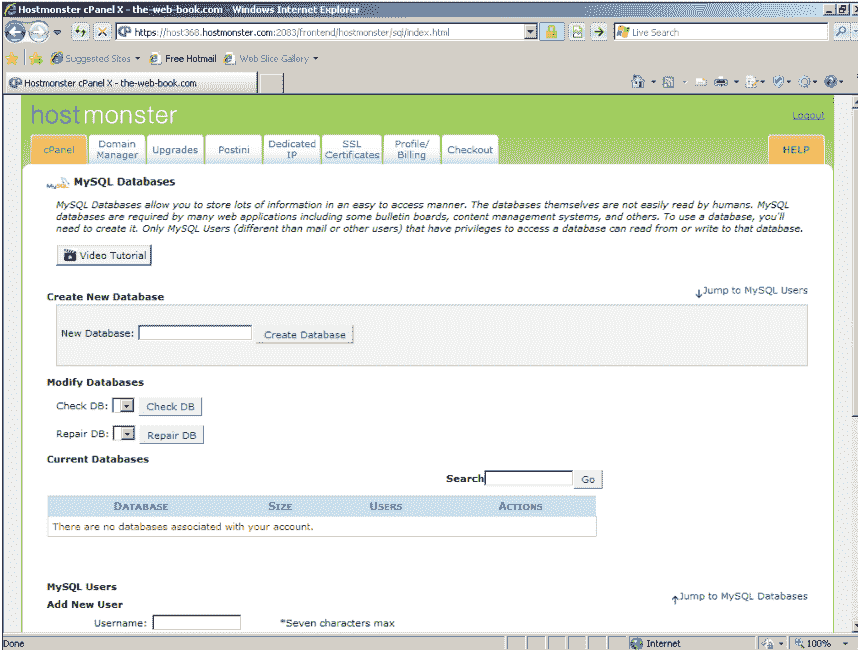 Hostmonster cPanel X - the-web-book.com - Windows Internet Explorer
https://host368.hostmonster.com:2083/frontend/hostmonster/sql/index.html
Live Search
Suggested Sites
Free Hotmail
Web Slice Gallery
Hostmonster cPanel X - the-web-book.com
hostmonster
Logout
cPanel
Domain
Manager
Upgrades
Postini
Dedicated
IP
SSL
Certificates
Profile/
Billing
Checkout
HELP
MySQL Databases
MySQL Databases allow you to store lots of information in an easy to access manner. The databases themselves are not easily read by humans. MySQL
databases are required by many web applications including some bulletin boards, content management systems, and others. To use a database, you'll
need to create it. Only MySQL Users (different than mail or other users) that have privileges to access a database can read from or write to that database.
Video Tutorial
Jump to MySQL Users
Create New Database
New Database:
Create Database
Modify Databases
Check DB:
Check DB
Repair DB:
Repair DB
Current Databases
Search
Go
DATABASE SIZE USERS ACTIONS
There are no databases associated with your account.
MySQL Users
Jump to MySQL Databases
Add New User
Username:
*Seven characters max
Done
Internet
100%